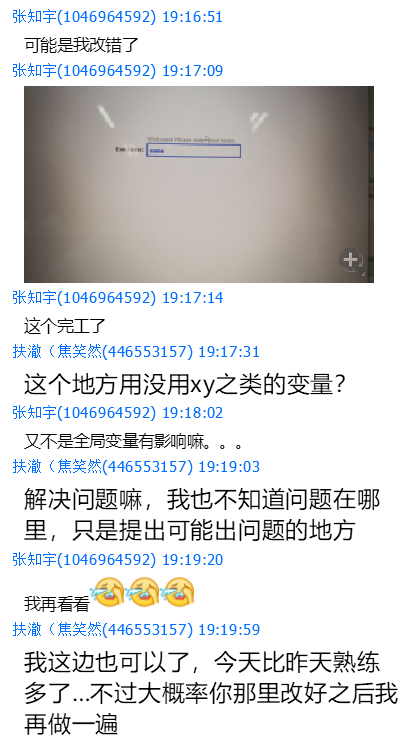 张知宇(1046964592) 19:16:51
可能是我改错了
张知宇(1046964592) 19:17:09
张知宇(1046964592) 19:17:14
这个完工了
扶澈（焦笑然(446553157) 19:17:31
这个地方用没用xy之类的变量？
张知宇(1046964592) 19:18:02
又不是全局变量有影响嘛。。。
扶澈（焦笑然(446553157) 19:19:03
解决问题嘛，我也不知道问题在哪
里，只是提出可能出问题的地方
张知宇(1046964592) 19:19:20
我再看看
扶澈（焦笑然(446553157) 19:19:59
我这边也可以了，今天比昨天熟练
多了...不过大概率你那里改好之后我
再做一遍